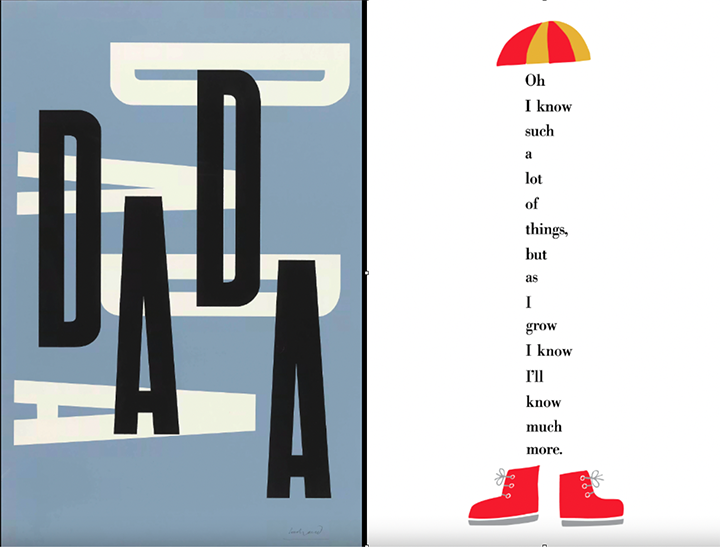 DADA
DADA
Oh
I know
such
a
lot
of
things,
but
as
I
grow
I know
I'll
know
much
more.